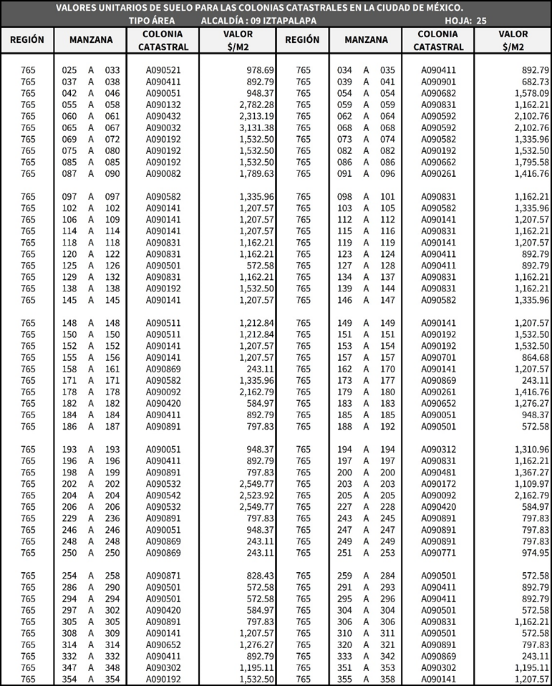 VALORES UNITARIOS DE SUELO PARA LAS COLONIAS CATASTRALES EN LA CIUDAD DE MÉXICO.
TIPO ÁREA ALCALDÍA : 09 IZTAPALAPA HOJA: 25
REGIÓN MANZANA COLONIA CATASTRAL VALOR $/M2 REGIÓN MANZANA COLONIA CATASTRAL VALOR $/M2
765 025 A 033 A090521 978.69 765 034 A 035 A090411 892.79
765 037 A 038 A090411 892.79 765 039 A 041 A090901 682.73
765 042 A 046 A090051 948.37 765 054 A 054 A090682 1,578.09
765 055 A 058 A090132 2,782.28 765 059 A 059 A090831 1,162.21
765 060 A 061 A090432 2,313.19 765 062 A 064 A090592 2,102.76
765 065 A 067 A090032 3,131.38 765 068 A 068 A090592 2,102.76
765 069 A 072 A090192 1,532.50 765 073 A 074 A090582 1,335.96
765 075 A 080 A090192 1,532.50 765 082 A 082 A090192 1,532.50
765 085 A 085 A090192 1,532.50 765 086 A 086 A090662 1,795.58
765 087 A 090 A090082 1,789.63 765 091 A 096 A090261 1,416.76
765 097 A 097 A090582 1,335.96 765 098 A 101 A090831 1,162.21
765 102 A 102 A090141 1,207.57 765 103 A 105 A090582 1,335.96
765 106 A 109 A090141 1,207.57 765 112 A 112 A090141 1,207.57
765 114 A 114 A090141 1,207.57 765 115 A 116 A090831 1,162.21
765 118 A 118 A090831 1,162.21 765 119 A 119 A090141 1,207.57
765 120 A 122 A090831 1,162.21 765 123 A 124 A090411 892.79
765 125 A 126 A090501 572.58 765 127 A 128 A090411 892.79
765 129 A 132 A090831 1,162.21 765 134 A 137 A090831 1,162.21
765 138 A 138 A090192 1,532.50 765 139 A 144 A090831 1,162.21
765 145 A 145 A090141 1,207.57 765 146 A 147 A090582 1,335.96
765 148 A 148 A090511 1,212.84 765 149 A 149 A090141 1,207.57
765 150 A 150 A090511 1,212.84 765 151 A 151 A090192 1,532.50
765 152 A 152 A090141 1,207.57 765 153 A 154 A090192 1,532.50
765 155 A 156 A090141 1,207.57 765 157 A 157 A090701 864.68
765 158 A 161 A090869 243.11 765 162 A 170 A090141 1,207.57
765 171 A 171 A090582 1,335.96 765 173 A 177 A090869 243.11
765 178 A 178 A090092 2,162.79 765 179 A 180 A090261 1,416.76
765 182 A 182 A090420 584.97 765 183 A 183 A090652 1,276.27
765 184 A 184 A090411 892.79 765 185 A 185 A090051 948.37
765 186 A 187 A090891 797.83 765 188 A 192 A090501 572.58
765 193 A 193 A090051 948.37 765 194 A 194 A090312 1,310.96
765 196 A 196 A090411 892.79 765 197 A 197 A090831 1,162.21
765 198 A 199 A090891 797.83 765 200 A 200 A090481 1,367.27
765 202 A 202 A090532 2,549.77 765 203 A 203 A090172 1,109.97
765 204 A 204 A090542 2,523.92 765 205 A 205 A090092 2,162.79
765 206 A 206 A090532 2,549.77 765 227 A 228 A090420 584.97
765 229 A 236 A090891 797.83 765 243 A 245 A090891 797.83
765 246 A 246 A090051 948.37 765 247 A 247 A090891 797.83
765 248 A 248 A090869 243.11 765 249 A 249 A090891 797.83
765 250 A 250 A090869 243.11 765 251 A 253 A090771 974.95
765 254 A 258 A090871 828.43 765 259 A 284 A090501 572.58
765 286 A 290 A090501 572.58 765 291 A 293 A090411 892.79
765 294 A 294 A090501 572.58 765 295 A 296 A090411 892.79
765 297 A 302 A090420 584.97 765 304 A 304 A090501 572.58
765 305 A 305 A090891 797.83 765 306 A 306 A090831 1,162.21
765 308 A 309 A090141 1,207.57 765 310 A 311 A090501 572.58
765 314 A 314 A090652 1,276.27 765 320 A 321 A090891 797.83
765 332 A 332 A090411 892.79 765 333 A 342 A090869 243.11
765 347 A 348 A090302 1,195.11 765 351 A 353 A090302 1,195.11
765 354 A 354 A090192 1,532.50 765 355 A 358 A090141 1,207.57